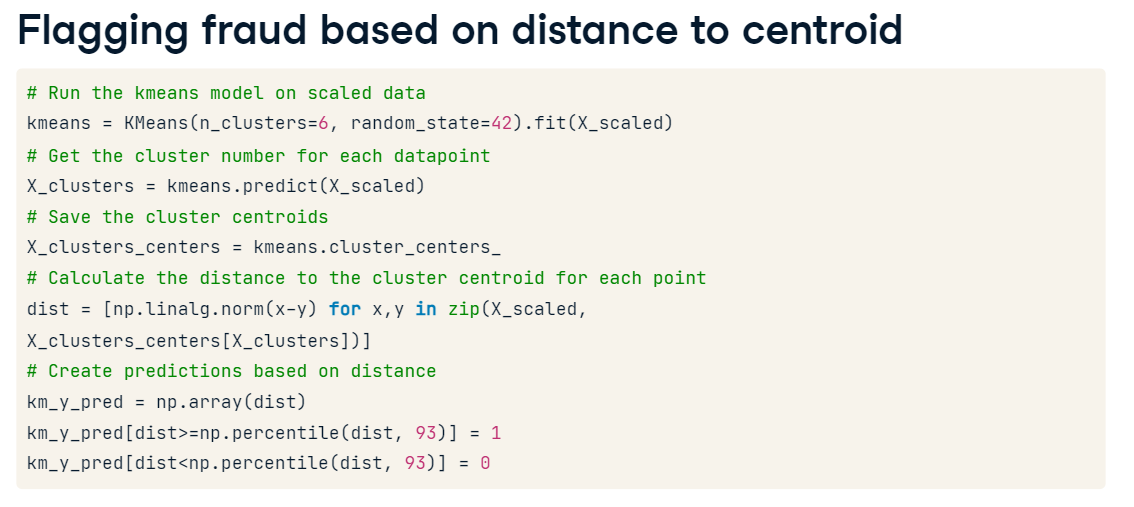 Flagging fraud based on distance to centroid
# Run the kmeans model on scaled data
kmeans = KMeans(n_clusters=6, random_state=42).fit(X_scaled)
# Get the cluster number for each datapoint
X_clusters = kmeans.predict(X_scaled)
# Save the cluster centroids
X_clusters_centers = kmeans.cluster_centers_
# Calculate the distance to the cluster centroid for each point
dist = [np.linalg.norm(x-y) for x,y in zip(X_scaled,
X_clusters_centers[X_clusters])]
# Create predictions based on distance
km_y_pred = np.array(dist)
km_y_pred[dist>=np.percentile(dist, 93)] = 1
km_y_pred[dist<np.percentile(dist, 93)] = 0